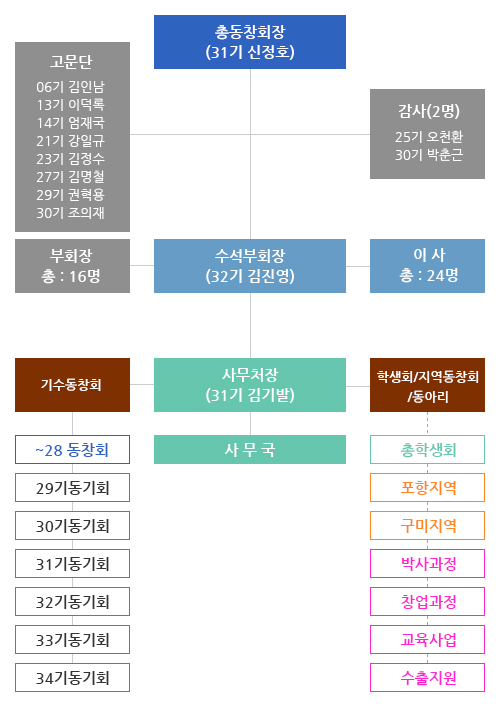 총동창회장
(31기 신정호)
고문단
06기 김인남
13기 이덕록
14기 엄재국
21기 강일규
23기 김정수
27기 김명철
29기 권혁용
30기 조의재
감사(2명)
25기 오천환
30기 박춘근
부회장
총 : 16명
수석부회장
(32기 김진영)
이 사
총 : 24명
기수동창회
사무처장
(31기 김기발)
학생회/지역동창회
/동아리
~28 동창회
사 무 국
총학생회
29기동기회
포항지역
30기동기회
구미지역
31기동기회
박사과정
32기동기회
창업과정
33기동기회
교육사업
34기동기회
수출지원